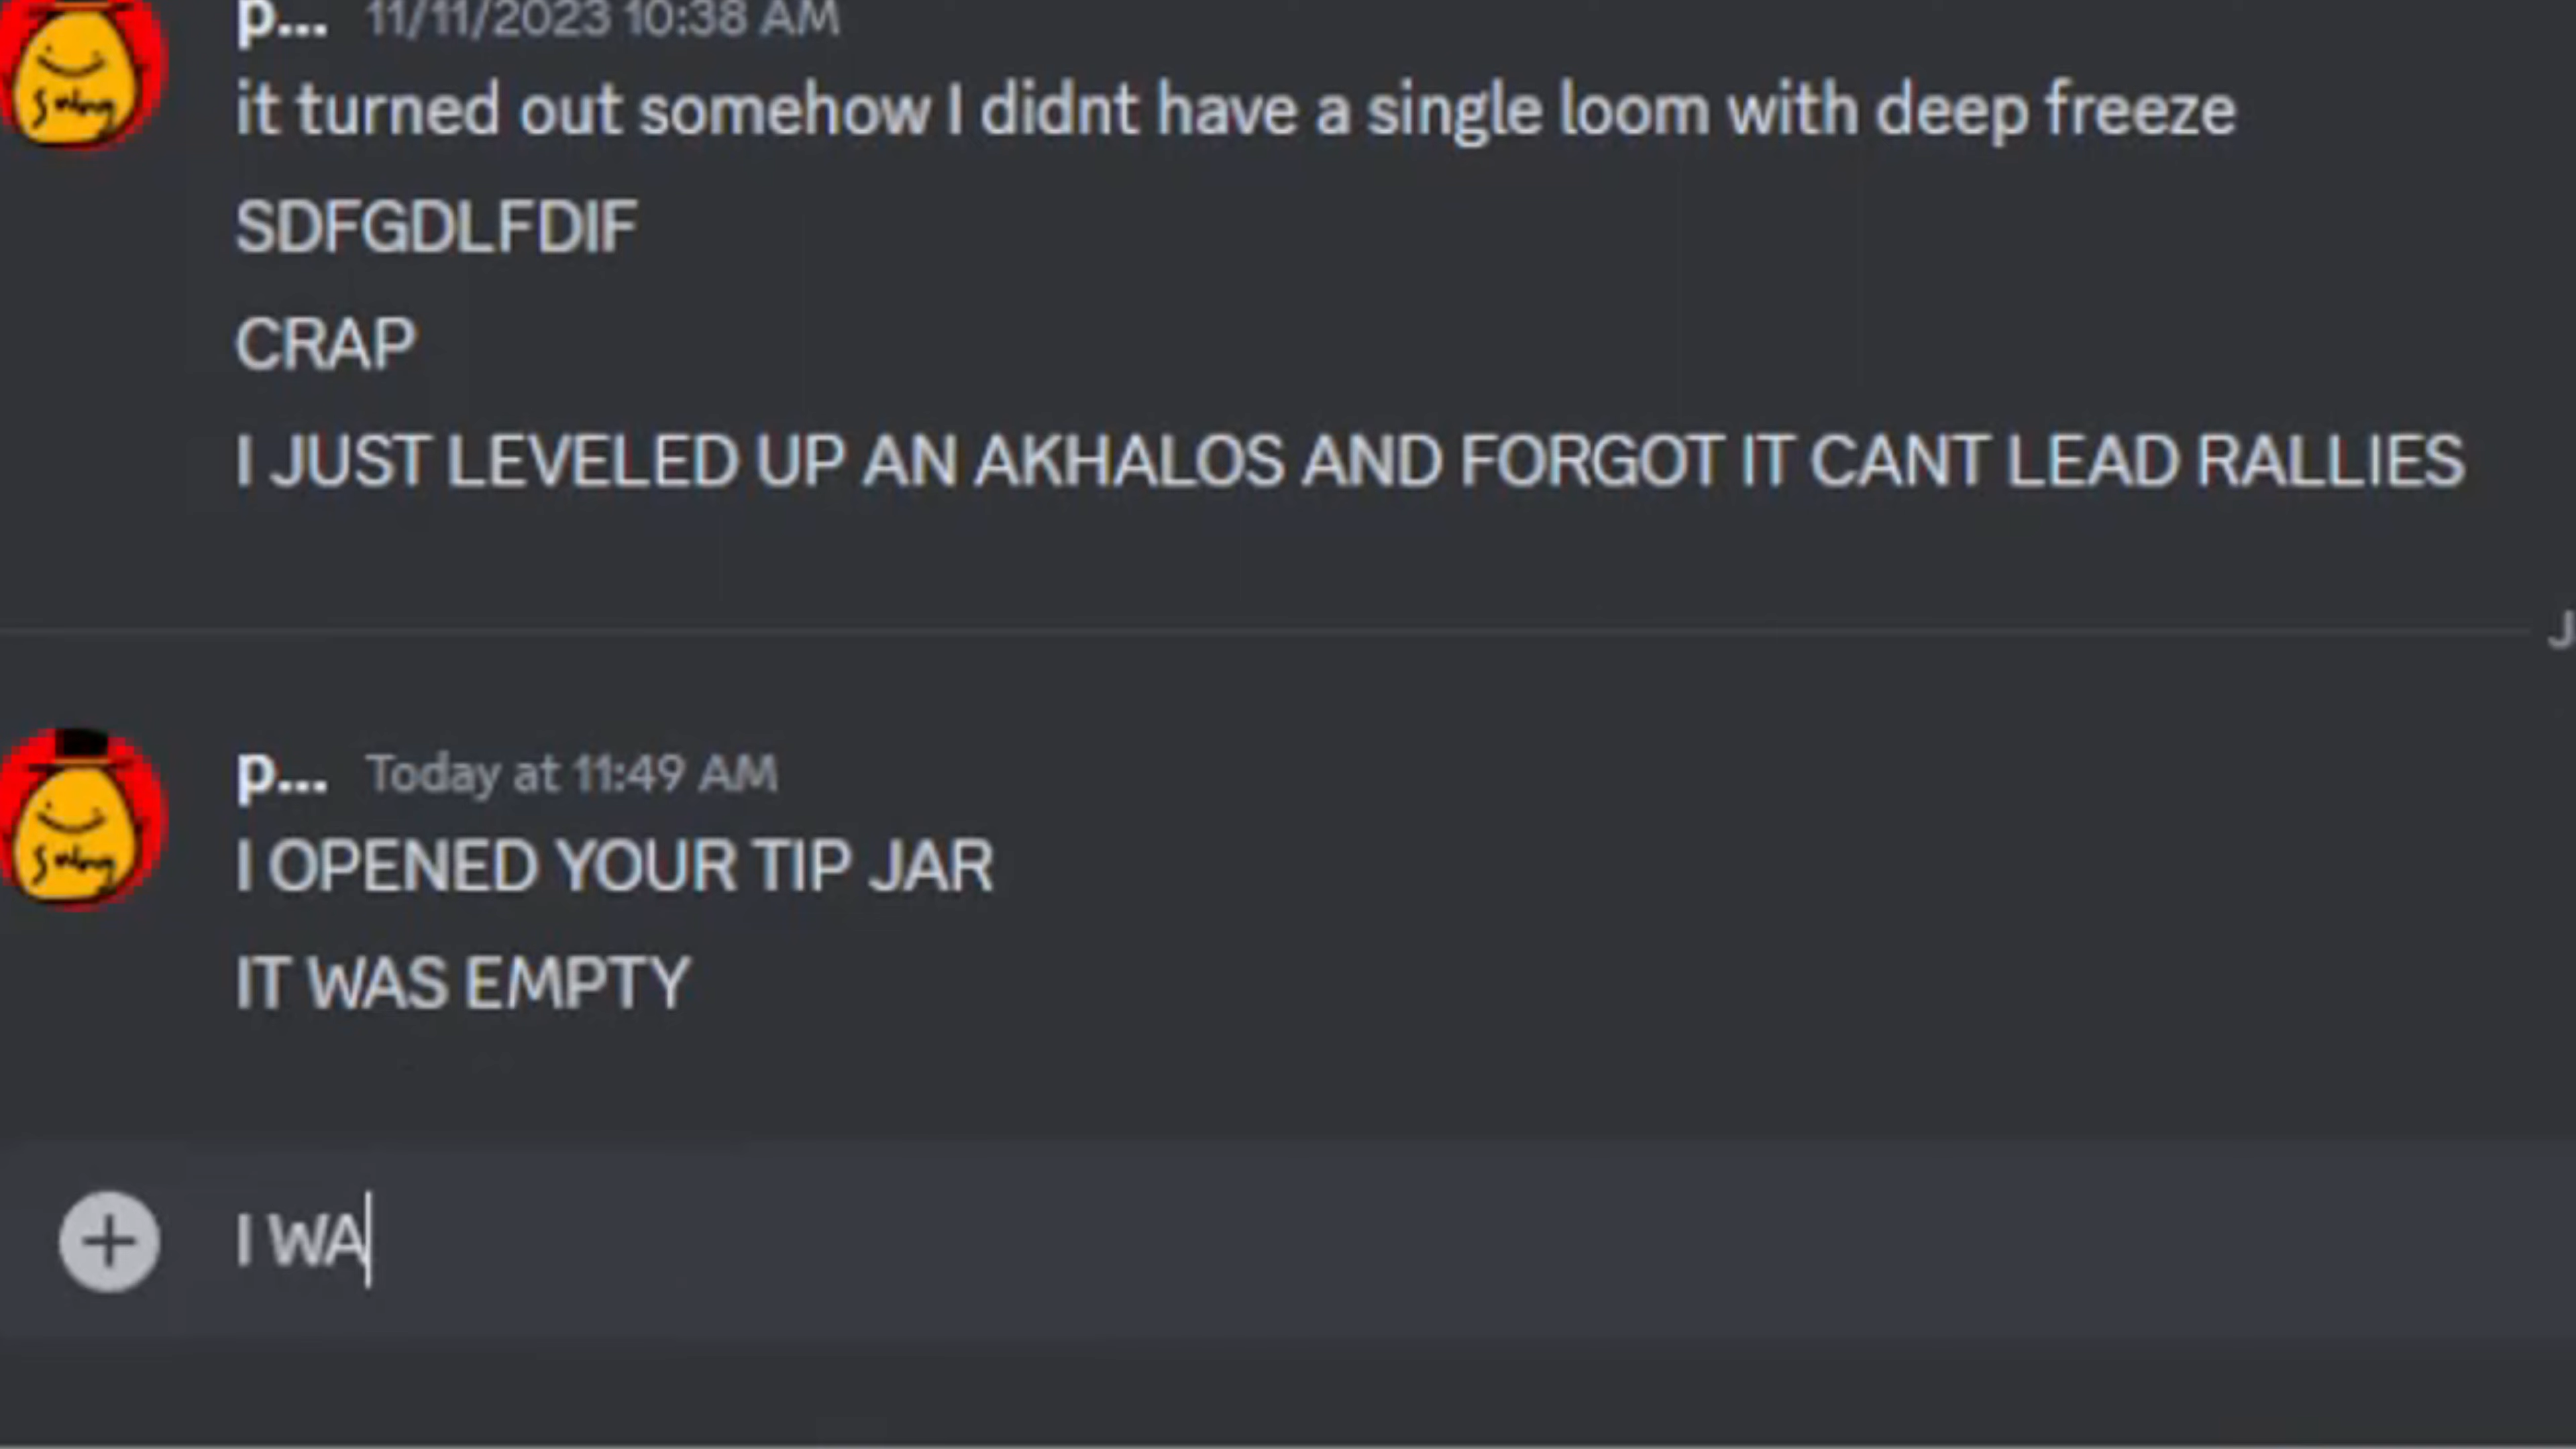 p... 11/11/2023 10:38 AM
it turned out somehow I didnt have a single loom with deep freeze
SDFGDLFDIF
CRAP
I JUST LEVELED UP AN AKHALOS AND FORGOT IT CANT LEAD RALLIES
J
p... Today at 11:49 AM
I OPENED YOUR TIP JAR
IT WAS EMPTY
I WA